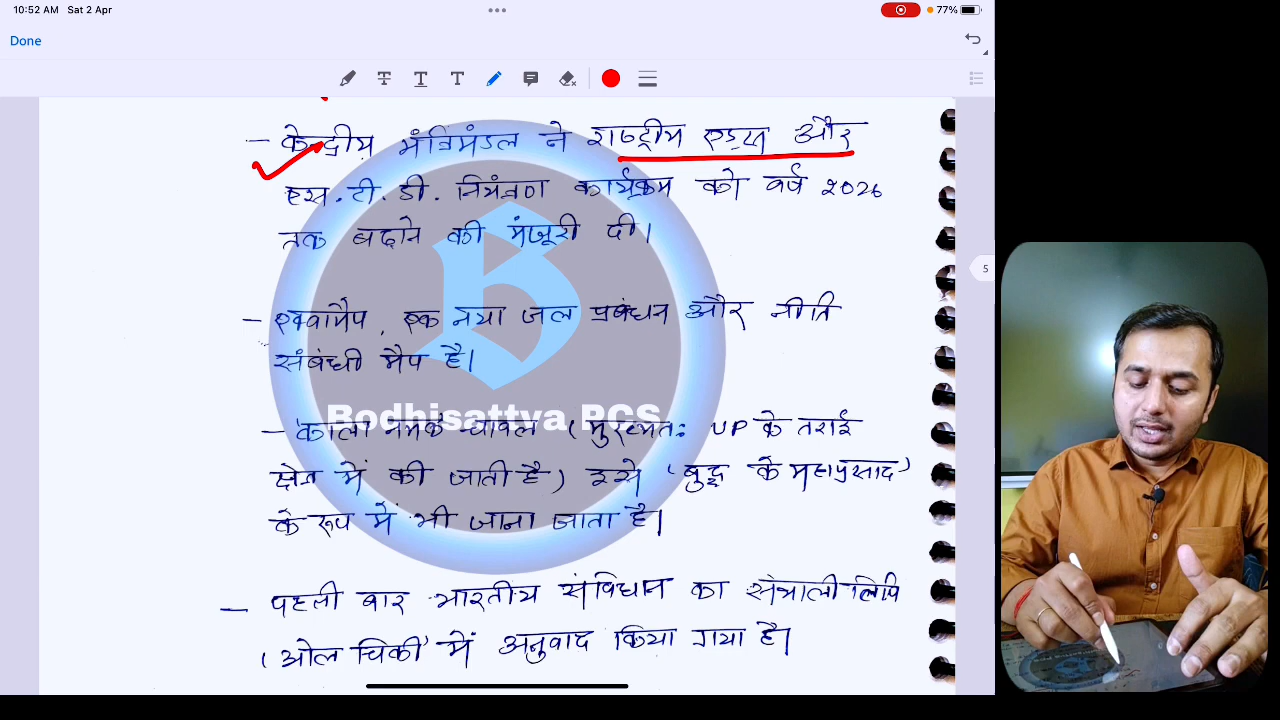 10:52 AM Sat 2 Apr
77%
Done
- केन्द्रीय मंत्रिमंडल ने राष्ट्रीय एड्स और
एस.टी.डी. नियंत्रण कार्यक्रम को वर्ष 2026
तक बढ़ाने की मंजूरी दी।
5
- एक्वामैप, एक नया जल प्रबंधन और नीति
संबंधी मैप है।
Bodhisattva PCS
- काला नमक चावल (मुख्यतः UP के तराई
क्षेत्र में की जाती है) इसे 'बुद्ध के महाप्रसाद'
के रूप में भी जाना जाता है।
- पहली बार भारतीय संविधान का संथाली लिपि
'ओल चिकी' में अनुवाद किया गया है।